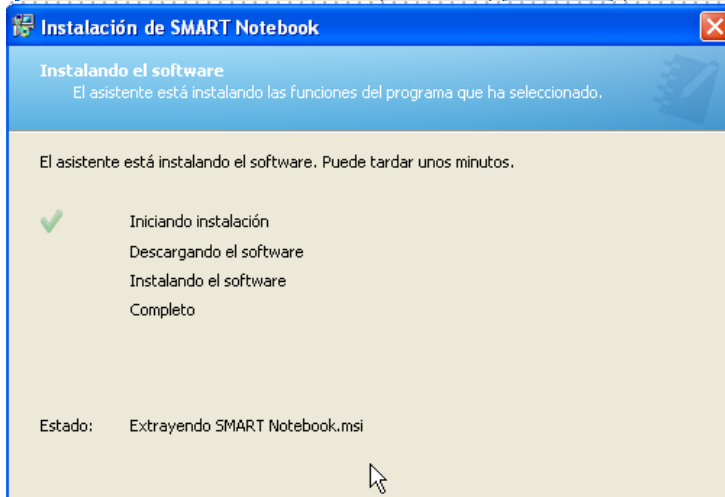 Instalación de SMART Notebook
Instalando el software
El asistente está instalando las funciones del programa que ha seleccionado.
El asistente está instalando el software. Puede tardar unos minutos.
Iniciando instalación
Descargando el software
Instalando el software
Completo
Estado: Extrayendo SMART Notebook.msi